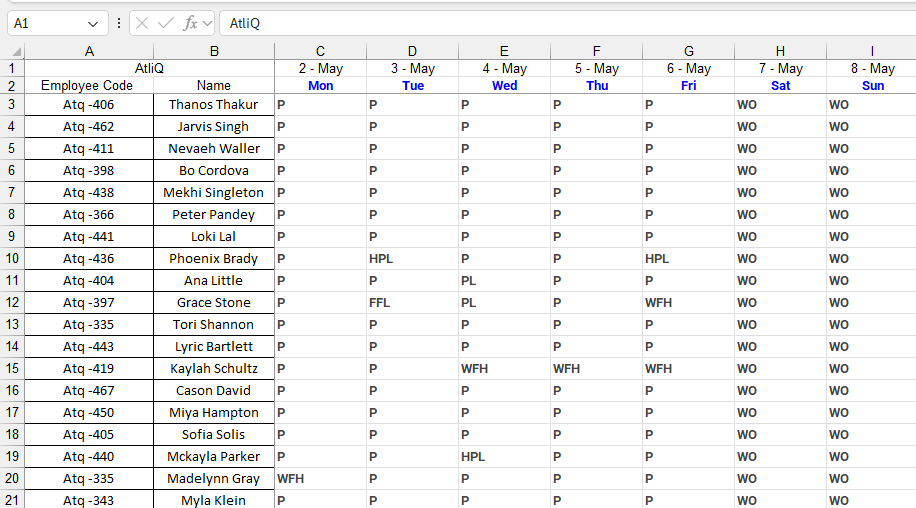 A1 fx AtliQ
A B C D E F G H I
1 AtliQ 2 - May 3 - May 4 - May 5 - May 6 - May 7 - May 8 - May
2 Employee Code Name Mon Tue Wed Thu Fri Sat Sun
3 Atq -406 Thanos Thakur P P P P P WO WO
4 Atq -462 Jarvis Singh P P P P P WO WO
5 Atq -411 Nevaeh Waller P P P P P WO WO
6 Atq -398 Bo Cordova P P P P P WO WO
7 Atq -438 Mekhi Singleton P P P P P WO WO
8 Atq -366 Peter Pandey P P P P P WO WO
9 Atq -441 Loki Lal P P P P P WO WO
10 Atq -436 Phoenix Brady P HPL P P HPL WO WO
11 Atq -404 Ana Little P P PL P P WO WO
12 Atq -397 Grace Stone P FFL PL P WFH WO WO
13 Atq -335 Tori Shannon P P P P P WO WO
14 Atq -443 Lyric Bartlett P P P P P WO WO
15 Atq -419 Kaylah Schultz P P WFH WFH WFH WO WO
16 Atq -467 Cason David P P P P P WO WO
17 Atq -450 Miya Hampton P P P P P WO WO
18 Atq -405 Sofia Solis P P P P P WO WO
19 Atq -440 Mckayla Parker P P HPL P P WO WO
20 Atq -335 Madelynn Gray WFH P P P P WO WO
21 Atq -343 Myla Klein P P P P P WO WO